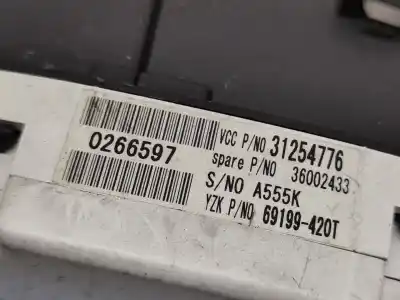 VCC P/NO 31254776
0266597
spare P/NO 36002433
S/NO A555K
YZK P/NO 69199-420T